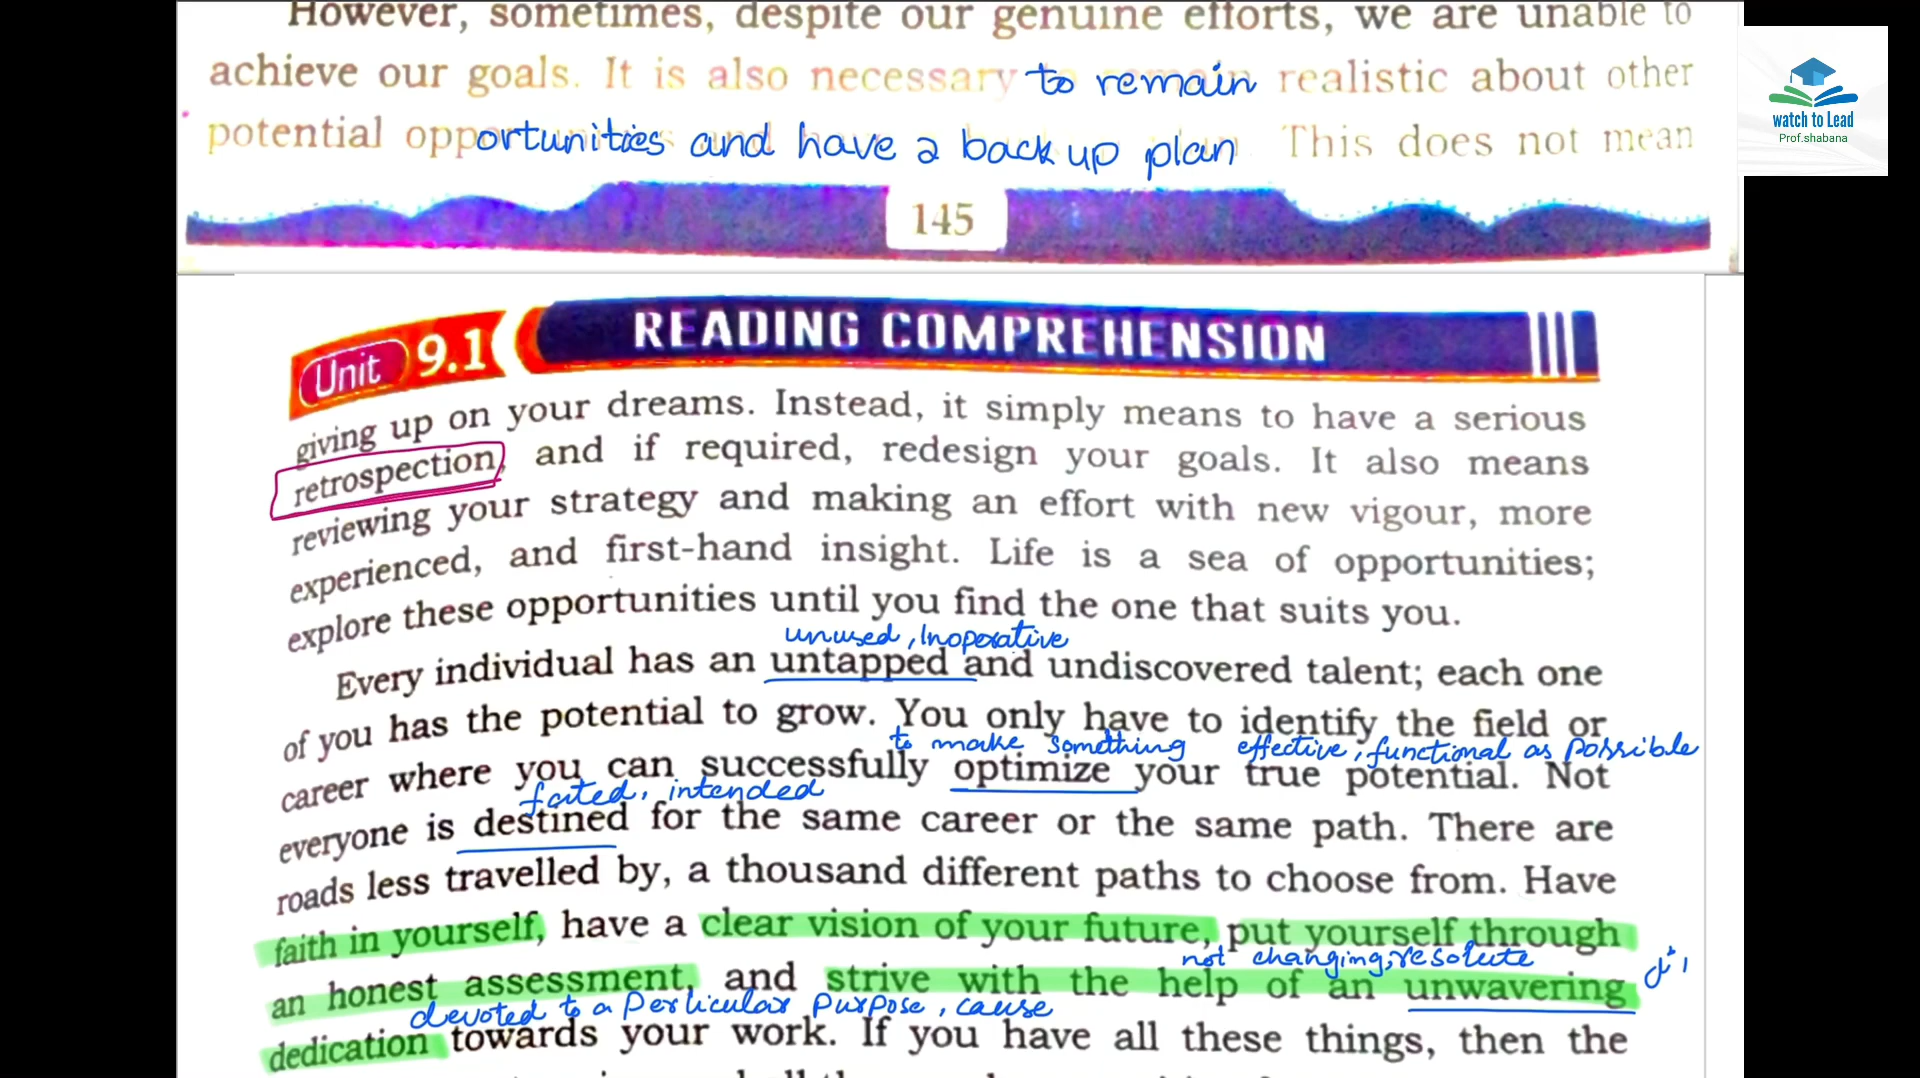 However, sometimes, despite our genuine efforts, we are unable to
achieve our goals. It is also necessary to remain realistic about other
potential opportunities and have a back up plan This does not mean
watch to Lead
Prof.shabana
145
Unit 9.1 READING COMPREHENSION
giving up on your dreams. Instead, it simply means to have a serious
retrospection, and if required, redesign your goals. It also means
reviewing your strategy and making an effort with new vigour, more
experienced, and first-hand insight. Life is a sea of opportunities;
explore these opportunities until you find the one that suits you.
unused, Inoperative
Every individual has an untapped and undiscovered talent; each one
of you has the potential to grow. You only have to identify the field or
to make something effective, functional as possible
career where you can successfully optimize your true potential. Not
fated, intended
everyone is destined for the same career or the same path. There are
roads less travelled by, a thousand different paths to choose from. Have
faith in yourself, have a clear vision of your future, put yourself through
not changing, resolute
an honest assessment, and strive with the help of an unwavering
devoted to a Perticular Purpose, cause
dedication towards your work. If you have all these things, then the